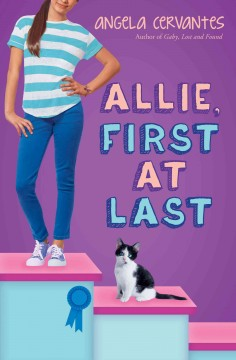 ANGELA CERVANTES
Author of Gaby, Lost and Found
ALLIE,
FIRST
AT
LAST